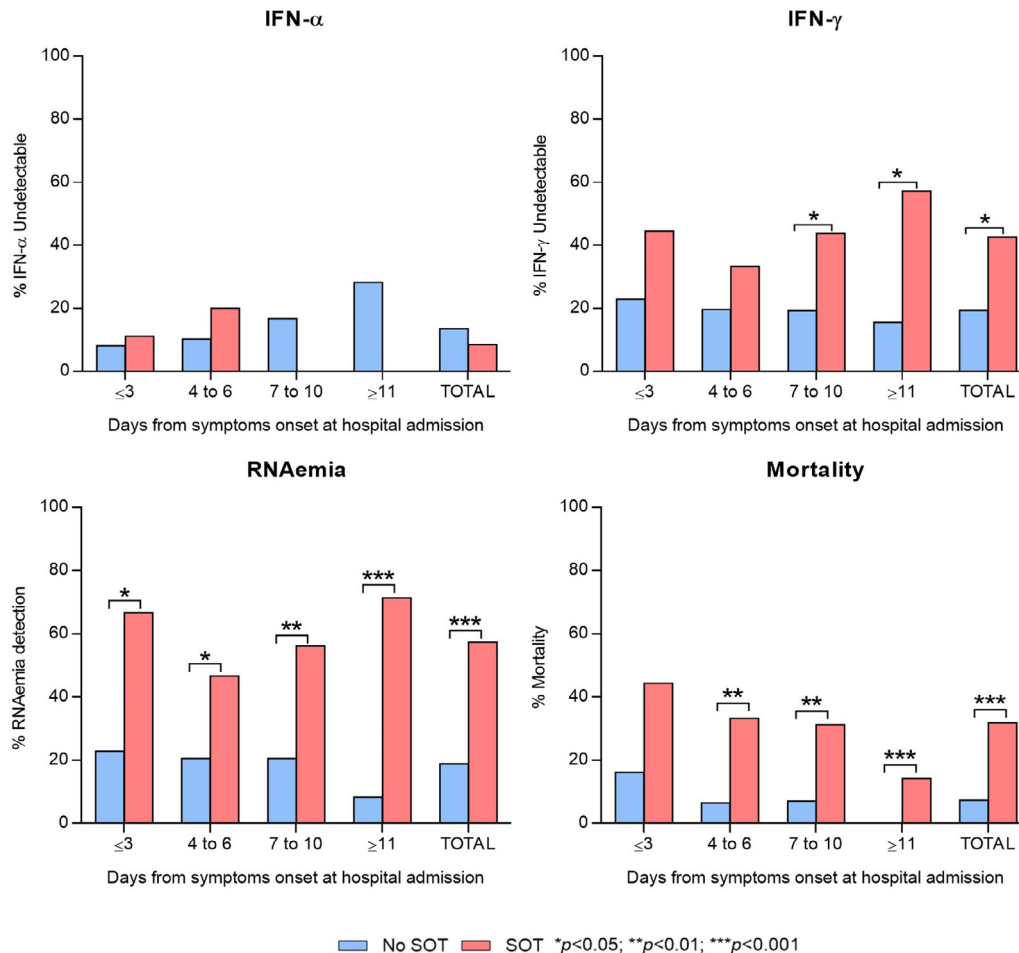 IFN-α
% IFN-α Undetectable
100
80
60
40
20
0
≤3 4 to 6 7 to 10 ≥11 TOTAL
Days from symptoms onset at hospital admission
IFN-γ
% IFN-γ Undetectable
100
80
60
40
20
0
* * *
≤3 4 to 6 7 to 10 ≥11 TOTAL
Days from symptoms onset at hospital admission
RNAemia
% RNAemia detection
100
80
60
40
20
0
* * ** *** ***
≤3 4 to 6 7 to 10 ≥11 TOTAL
Days from symptoms onset at hospital admission
Mortality
% Mortality
100
80
60
40
20
0
** ** *** ***
≤3 4 to 6 7 to 10 ≥11 TOTAL
Days from symptoms onset at hospital admission
No SOT SOT *p<0.05; **p<0.01; ***p<0.001